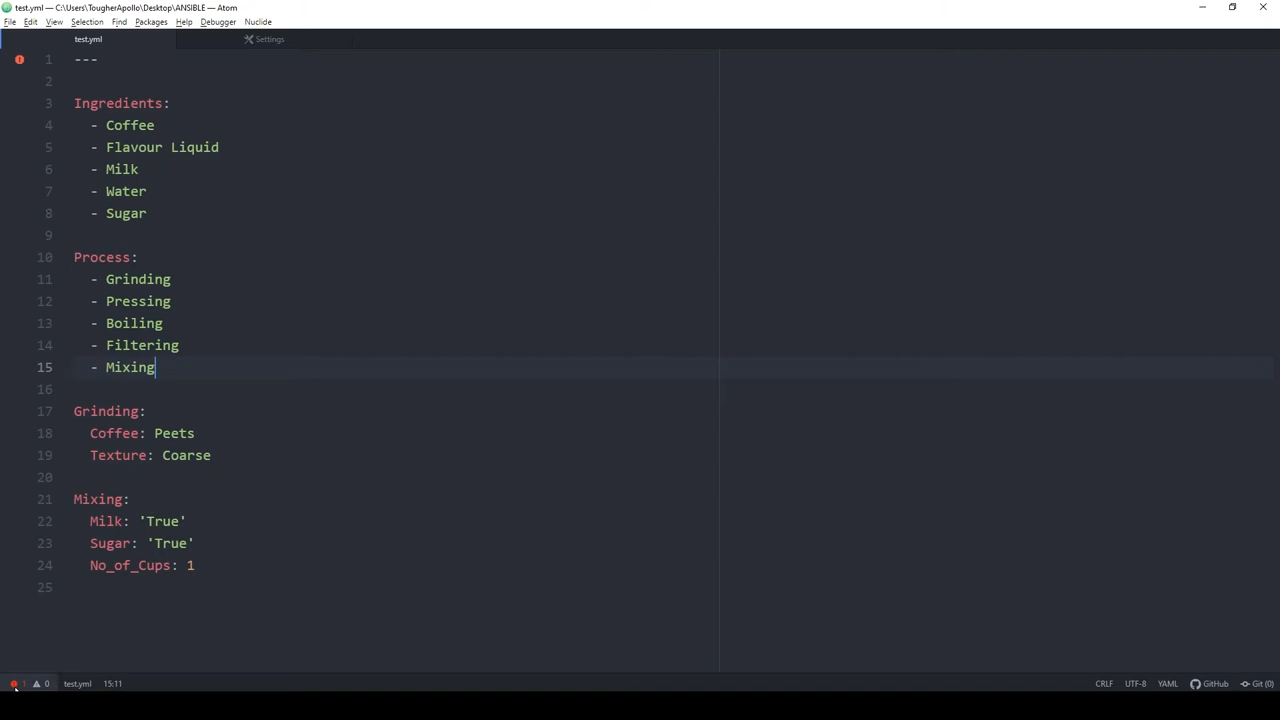 test.yml — C:\Users\TougherApollo\Desktop\ANSIBLE — Atom
File Edit View Selection Find Packages Help Debugger Nuclide
test.yml Settings
1 ---
2
3 Ingredients:
4 - Coffee
5 - Flavour Liquid
6 - Milk
7 - Water
8 - Sugar
9
10 Process:
11 - Grinding
12 - Pressing
13 - Boiling
14 - Filtering
15 - Mixing
16
17 Grinding:
18 Coffee: Peets
19 Texture: Coarse
20
21 Mixing:
22 Milk: 'True'
23 Sugar: 'True'
24 No_of_Cups: 1
25
1 0 test.yml 15:11 CRLF UTF-8 YAML GitHub Git (0)